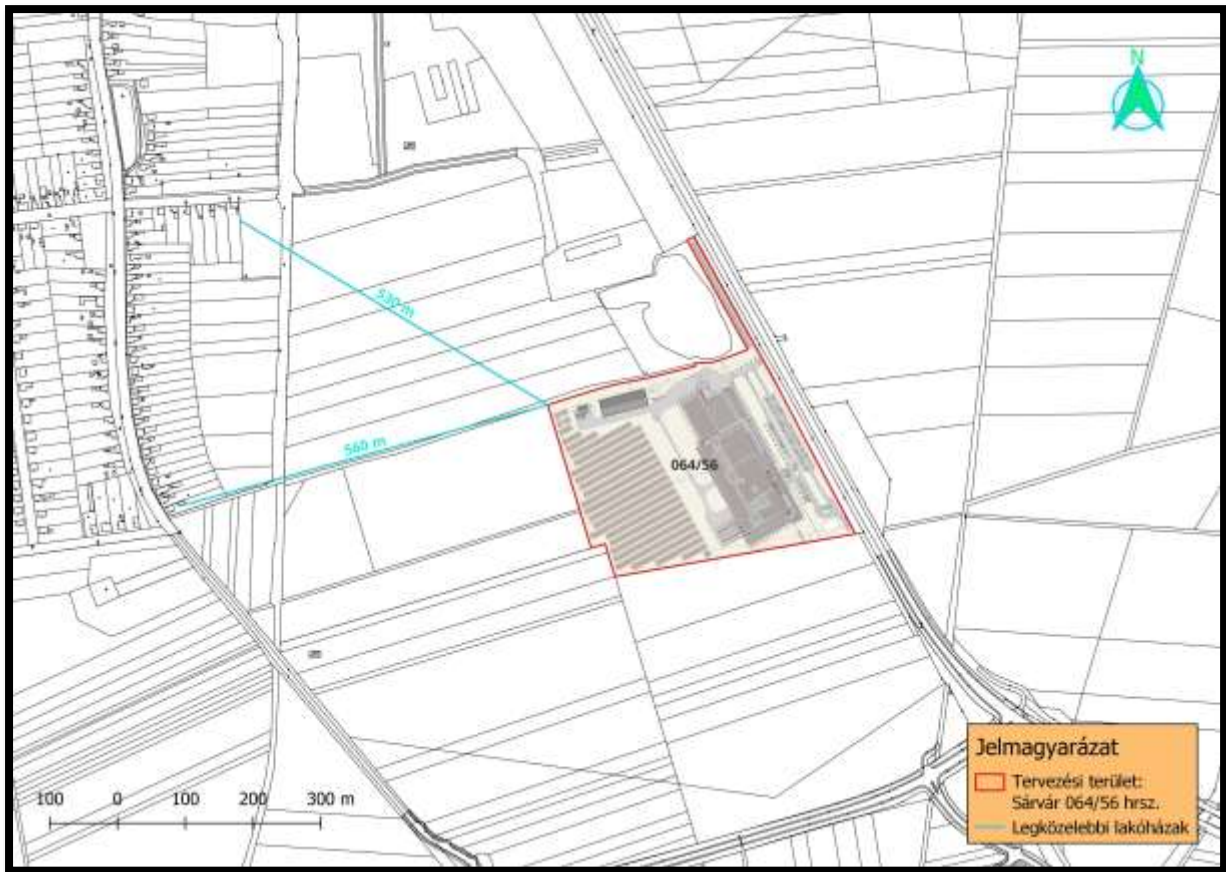 N
530 m
560 m
064/56
Jelmagyarázat
Tervezési terület:
Sárvár 064/56 hrsz.
Legközelebbi lakóházak
100 0 100 200 300 m